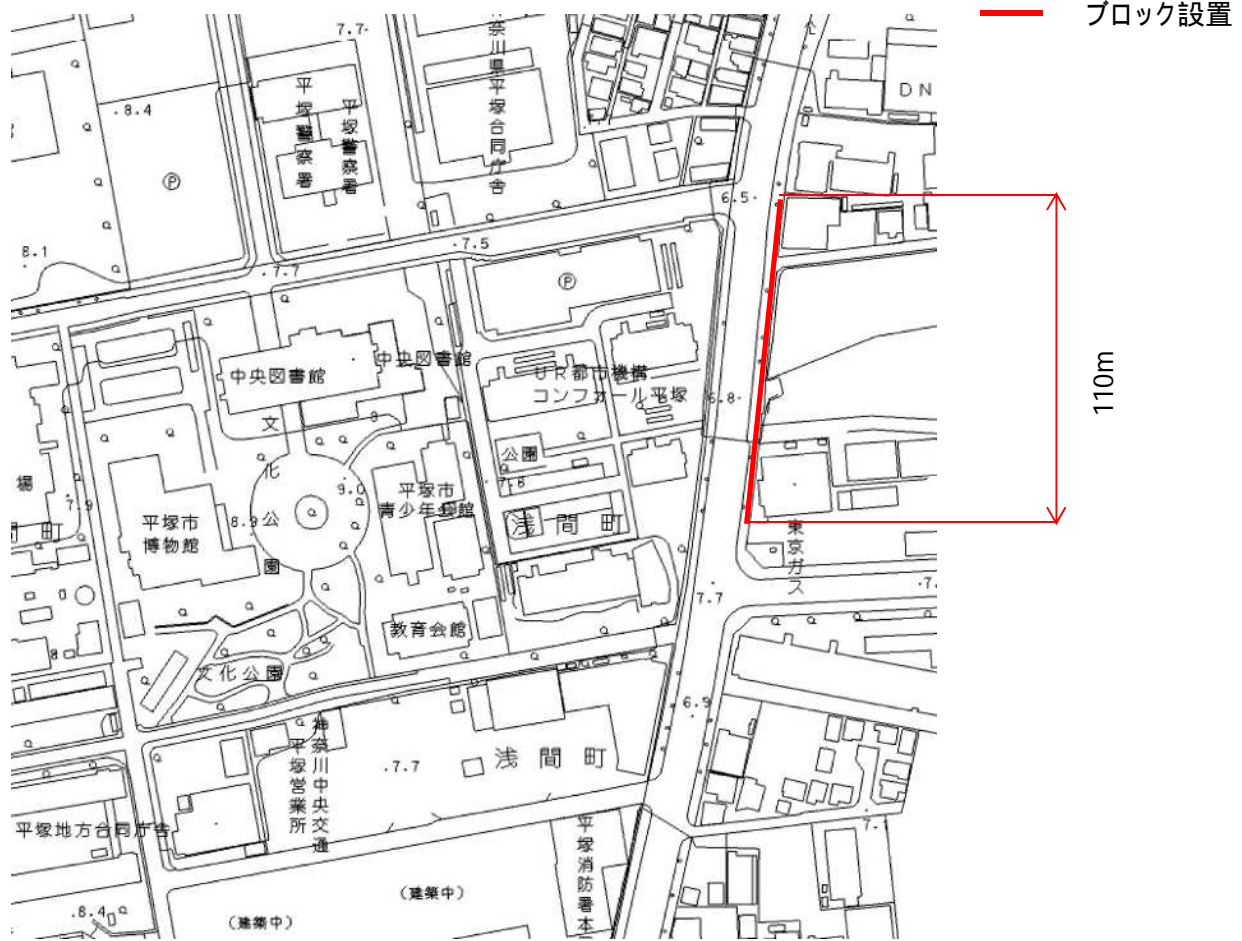 ブロック設置
7.7
神奈川県平塚合同庁舎
DN
8.4
平塚警察署
平塚警察署
P
6.5
8.1
7.5
7.7
P
中央図書館
中央図書館
UR都市機構
コンフォール平塚
6.8
110m
文化公園
公園
9.0
7.8
平塚市
青少年会館
場
7.9
町
平塚市
博物館
8.9
浅間町
東京ガス
7.7
教育会館
文化公園
6.9
神奈川中央交通
平塚営業所
7.7
浅間町
平塚地方合同庁舎
平塚消防署本
(建築中)
8.4
(建築中)